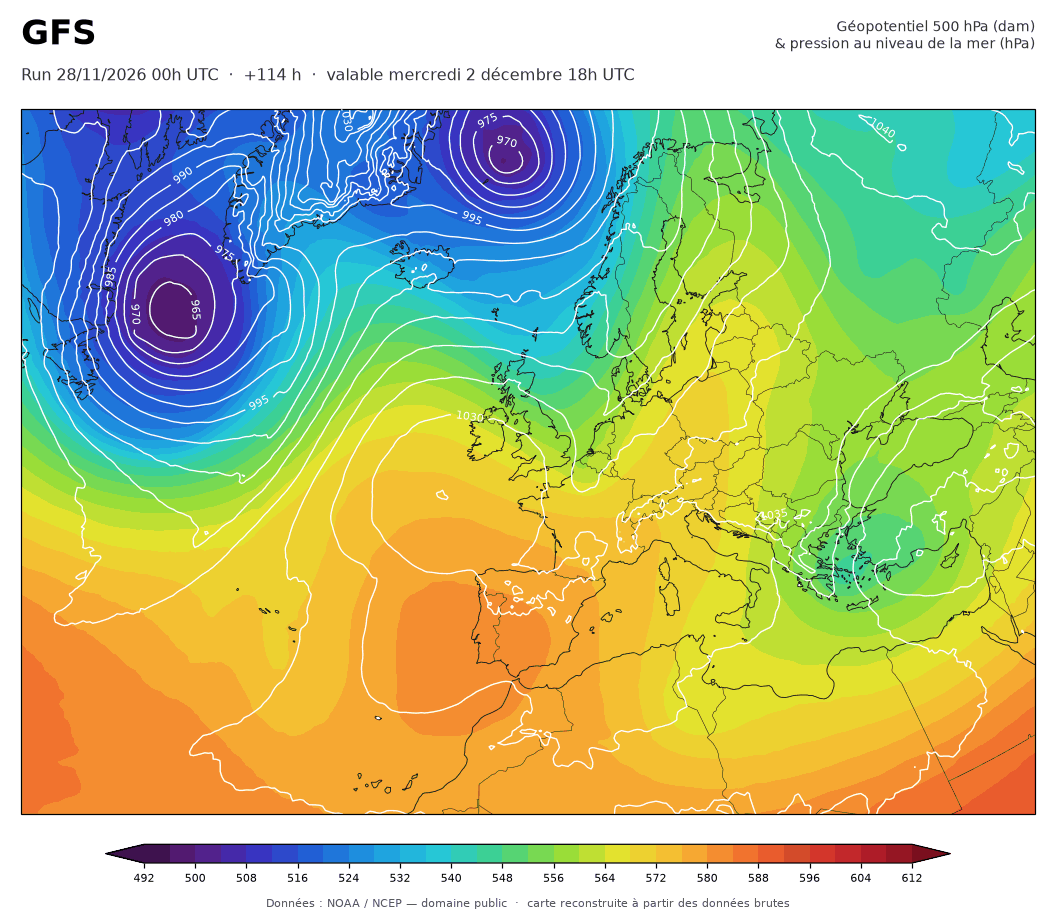 GFS
Géopotentiel 500 hPa (dam)
& pression au niveau de la mer (hPa)
Run 28/11/2026 00h UTC · +114 h · valable mercredi 2 décembre 18h UTC
975
1040
970
990
980
995
975
985
970
965
995
1030
1035
492 500 508 516 524 532 540 548 556 564 572 580 588 596 604 612
Données : NOAA / NCEP — domaine public · carte reconstruite à partir des données brutes